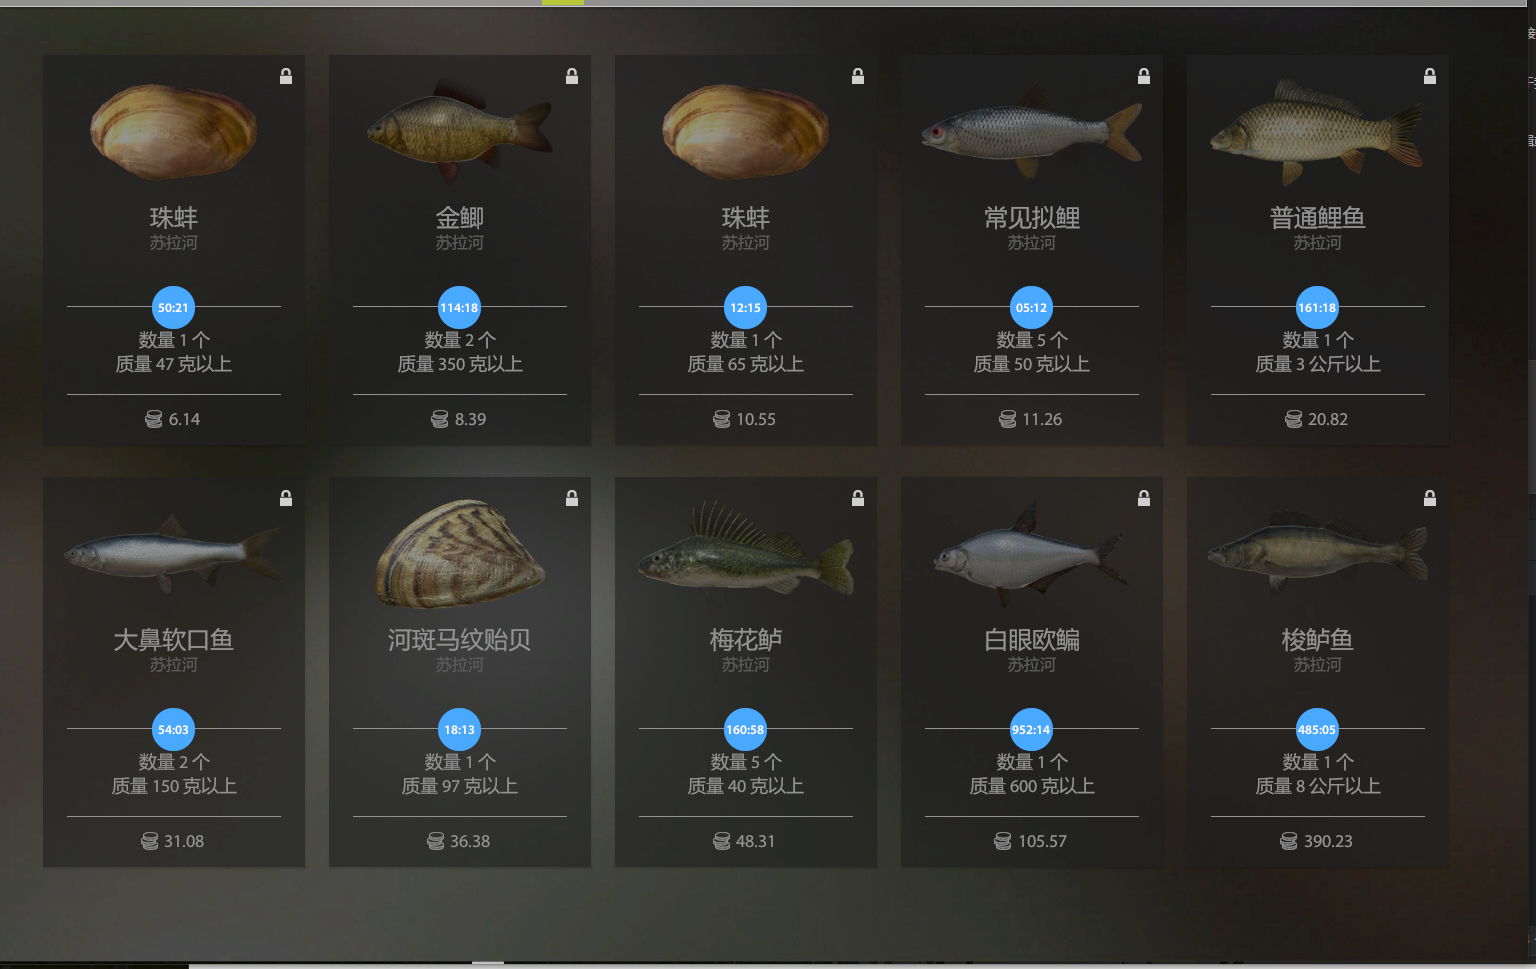 珠蚌
苏拉河
50:21
数量 1 个
质量 47 克以上
6.14
金鲫
苏拉河
114:18
数量 2 个
质量 350 克以上
8.39
珠蚌
苏拉河
12:15
数量 1 个
质量 65 克以上
10.55
常见拟鲤
苏拉河
05:12
数量 5 个
质量 50 克以上
11.26
普通鲤鱼
苏拉河
161:18
数量 1 个
质量 3 公斤以上
20.82
大鼻软口鱼
苏拉河
54:03
数量 2 个
质量 150 克以上
31.08
河斑马纹贻贝
苏拉河
18:13
数量 1 个
质量 97 克以上
36.38
梅花鲈
苏拉河
160:58
数量 5 个
质量 40 克以上
48.31
白眼欧鳊
苏拉河
952:14
数量 1 个
质量 600 克以上
105.57
梭鲈鱼
苏拉河
485:05
数量 1 个
质量 8 公斤以上
390.23